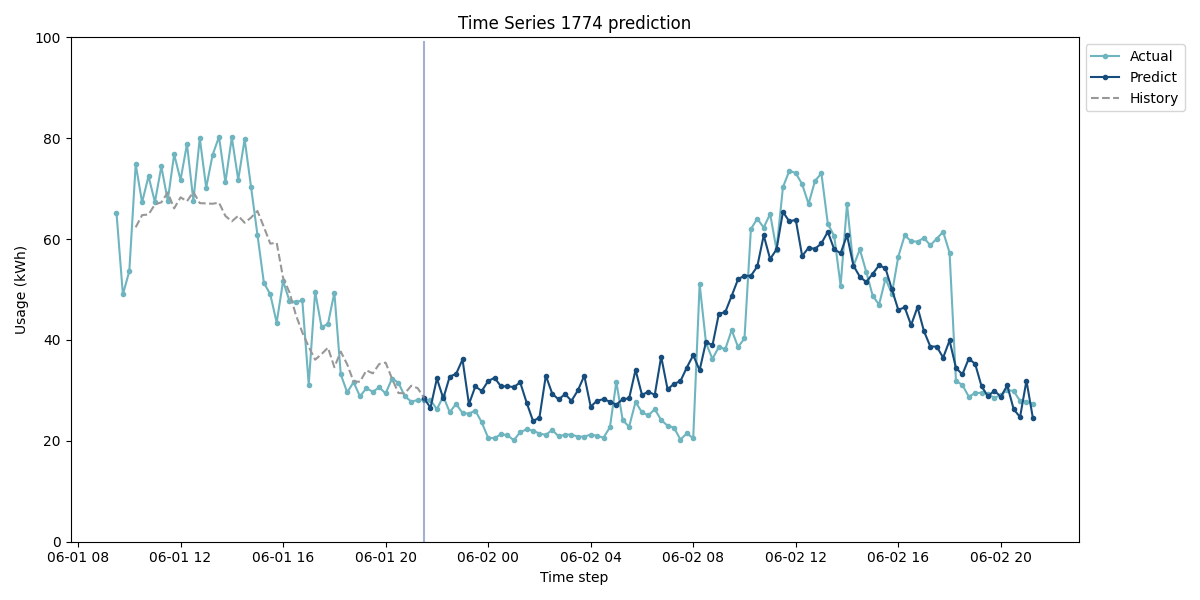 Time Series 1774 prediction
100
80
60
40
20
0
Usage (kWh)
06-01 08
06-01 12
06-01 16
06-01 20
06-02 00
06-02 04
06-02 08
06-02 12
06-02 16
06-02 20
Time step
Actual
Predict
History